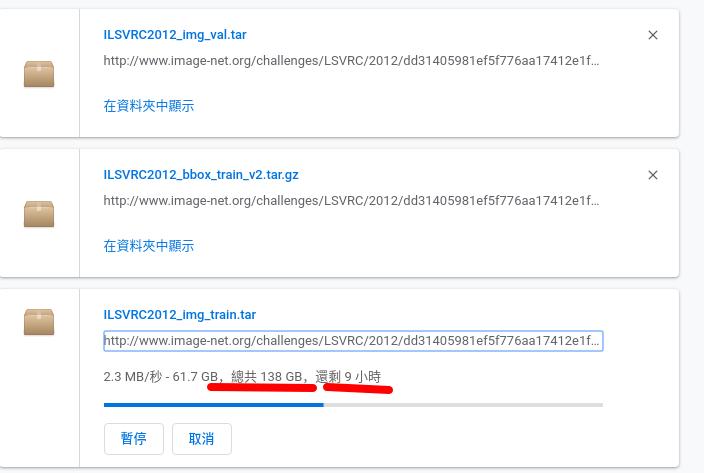 ILSVRC2012_img_val.tar
http://www.image-net.org/challenges/LSVRC/2012/dd31405981ef5f776aa17412e1f...
在資料夾中顯示
ILSVRC2012_bbox_train_v2.tar.gz
http://www.image-net.org/challenges/LSVRC/2012/dd31405981ef5f776aa17412e1f...
在資料夾中顯示
ILSVRC2012_img_train.tar
http://www.image-net.org/challenges/LSVRC/2012/dd31405981ef5f776aa17412e1f...
2.3 MB/秒 - 61.7 GB，總共 138 GB，還剩 9 小時
暫停 取消